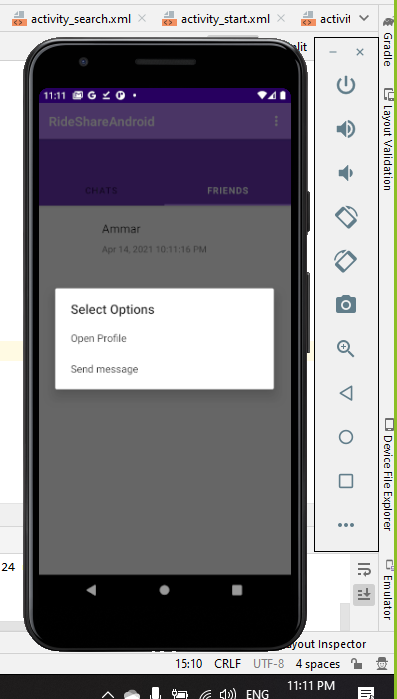 activity_search.xml
activity_start.xml
activit
lit
Gradle
Layout Validation
11:11
RideShareAndroid
CHATS
FRIENDS
Ammar
Apr 14, 2021 10:11:16 PM
Select Options
Open Profile
Send message
Device File Explorer
Emulator
24
ayout Inspector
15:10 CRLF UTF-8 4 spaces
ENG
11:11 PM